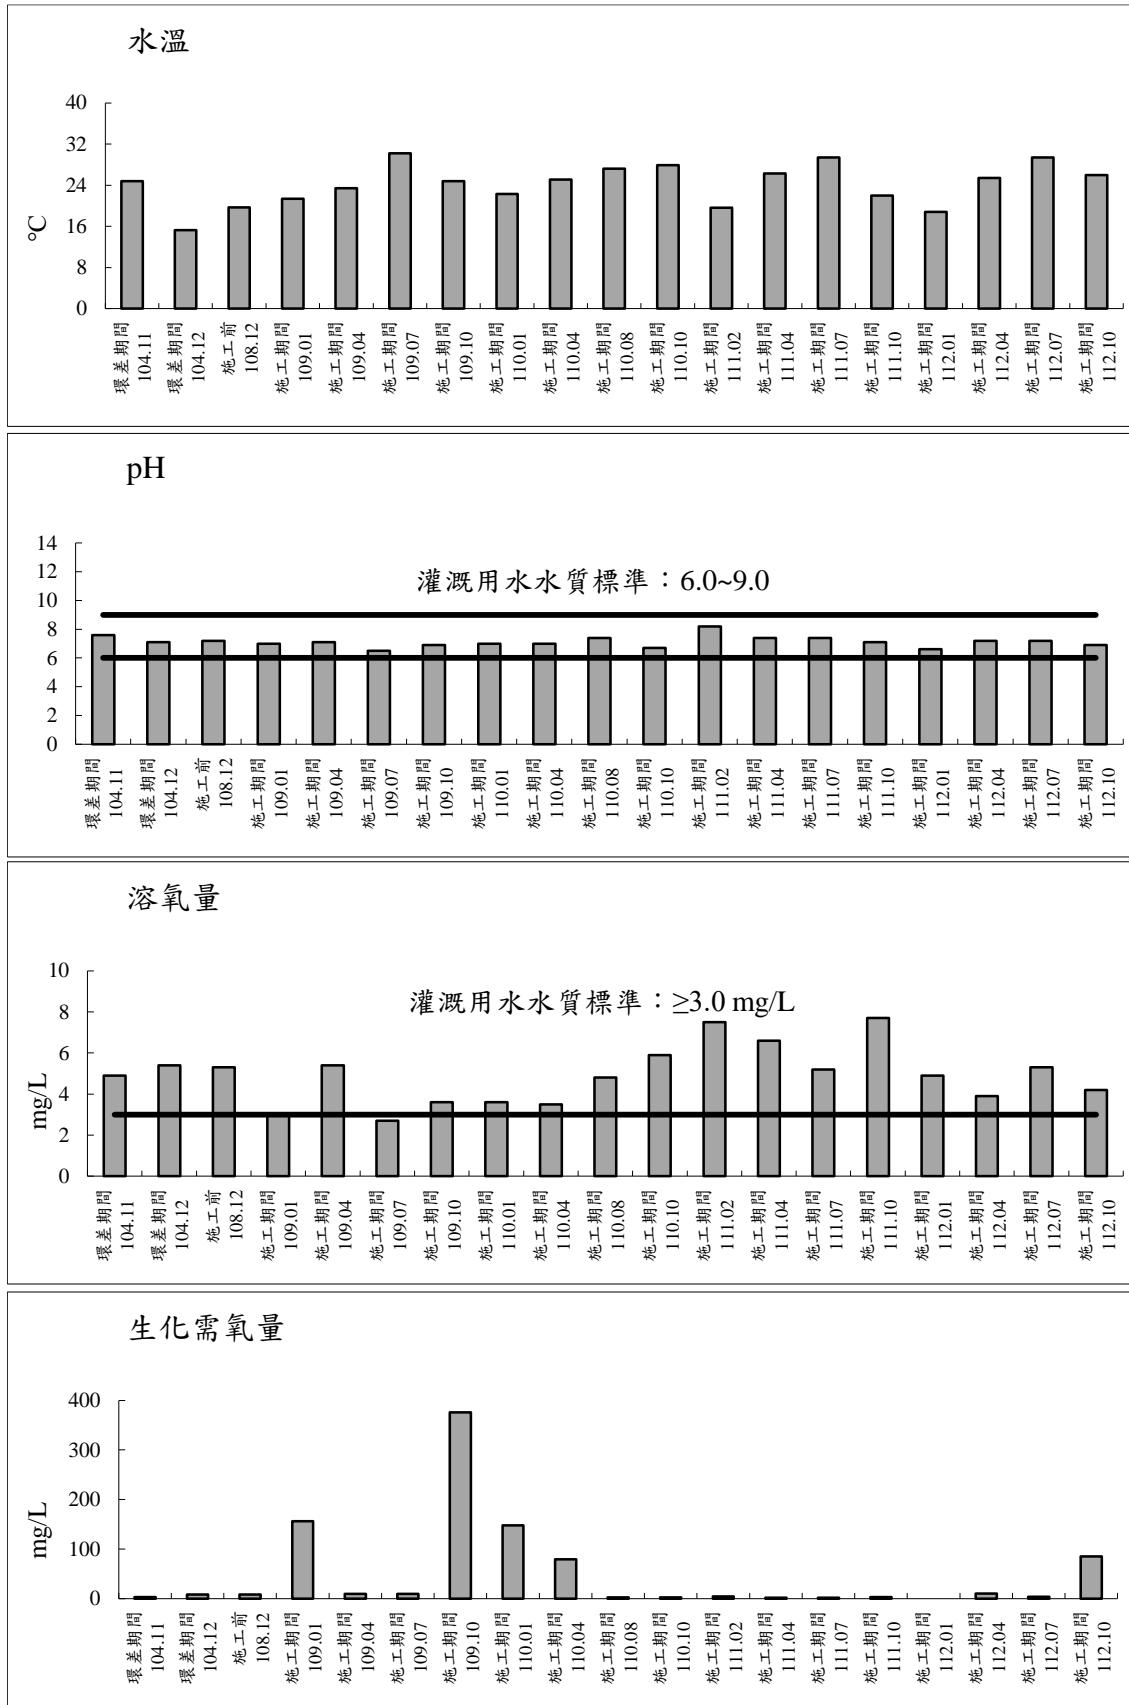 水溫
40
32
24
16
8
0
℃
環差期間
104.11
環差期間
104.12
施工前
108.12
施工期間
109.01
施工期間
109.04
施工期間
109.07
施工期間
109.10
施工期間
110.01
施工期間
110.04
施工期間
110.08
施工期間
110.10
施工期間
111.02
施工期間
111.04
施工期間
111.07
施工期間
111.10
施工期間
112.01
施工期間
112.04
施工期間
112.07
施工期間
112.10
pH
14
12
10
8
6
4
2
0
灌溉用水水質標準：6.0~9.0
環差期間
104.11
環差期間
104.12
施工前
108.12
施工期間
109.01
施工期間
109.04
施工期間
109.07
施工期間
109.10
施工期間
110.01
施工期間
110.04
施工期間
110.08
施工期間
110.10
施工期間
111.02
施工期間
111.04
施工期間
111.07
施工期間
111.10
施工期間
112.01
施工期間
112.04
施工期間
112.07
施工期間
112.10
溶氧量
10
8
6
4
2
0
mg/L
灌溉用水水質標準：≥3.0 mg/L
環差期間
104.11
環差期間
104.12
施工前
108.12
施工期間
109.01
施工期間
109.04
施工期間
109.07
施工期間
109.10
施工期間
110.01
施工期間
110.04
施工期間
110.08
施工期間
110.10
施工期間
111.02
施工期間
111.04
施工期間
111.07
施工期間
111.10
施工期間
112.01
施工期間
112.04
施工期間
112.07
施工期間
112.10
生化需氧量
400
300
200
100
0
mg/L
環差期間
104.11
環差期間
104.12
施工前
108.12
施工期間
109.01
施工期間
109.04
施工期間
109.07
施工期間
109.10
施工期間
110.01
施工期間
110.04
施工期間
110.08
施工期間
110.10
施工期間
111.02
施工期間
111.04
施工期間
111.07
施工期間
111.10
施工期間
112.01
施工期間
112.04
施工期間
112.07
施工期間
112.10